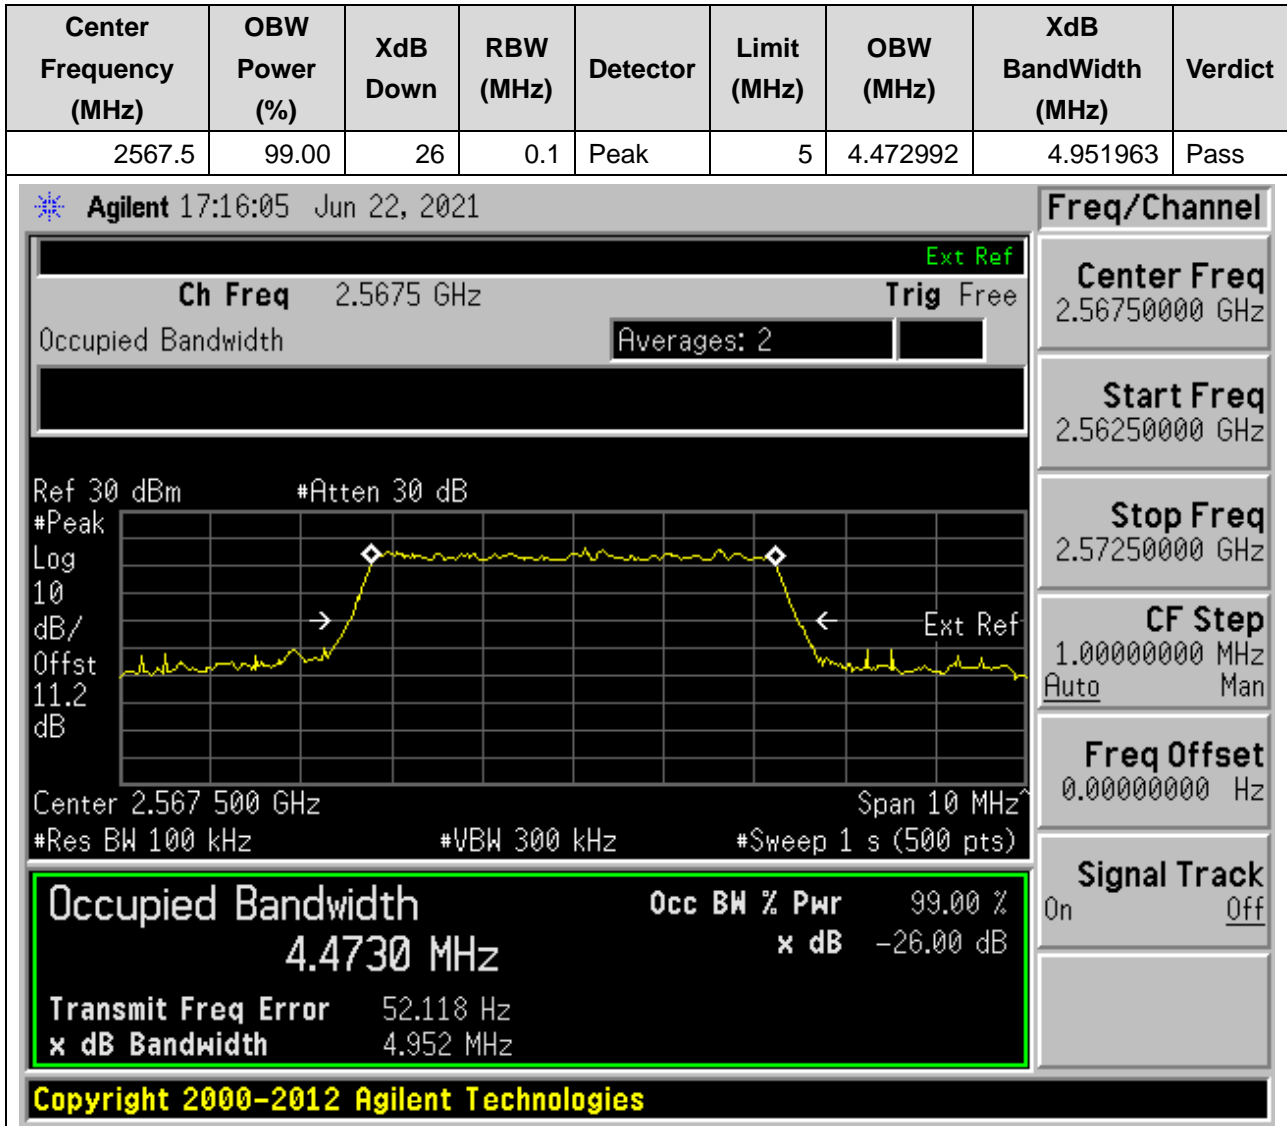 Center Frequency (MHz) OBW Power (%) XdB Down RBW (MHz) Detector Limit (MHz) OBW (MHz) XdB BandWidth (MHz) Verdict
2567.5 99.00 26 0.1 Peak 5 4.472992 4.951963 Pass
Agilent 17:16:05 Jun 22, 2021
Freq/Channel
Ext Ref
Ch Freq 2.5675 GHz Trig Free
Occupied Bandwidth Averages: 2
Center Freq
2.56750000 GHz
Start Freq
2.56250000 GHz
Stop Freq
2.57250000 GHz
CF Step
1.00000000 MHz
Auto Man
Freq Offset
0.00000000 Hz
Signal Track
On Off
Ref 30 dBm #Atten 30 dB
#Peak
Log
10
dB/
Offst
11.2
dB
Ext Ref
Center 2.567 500 GHz Span 10 MHz^
#Res BW 100 kHz #VBW 300 kHz #Sweep 1 s (500 pts)
Occupied Bandwidth
4.4730 MHz
Occ BW % Pwr 99.00 %
x dB -26.00 dB
Transmit Freq Error 52.118 Hz
x dB Bandwidth 4.952 MHz
Copyright 2000-2012 Agilent Technologies